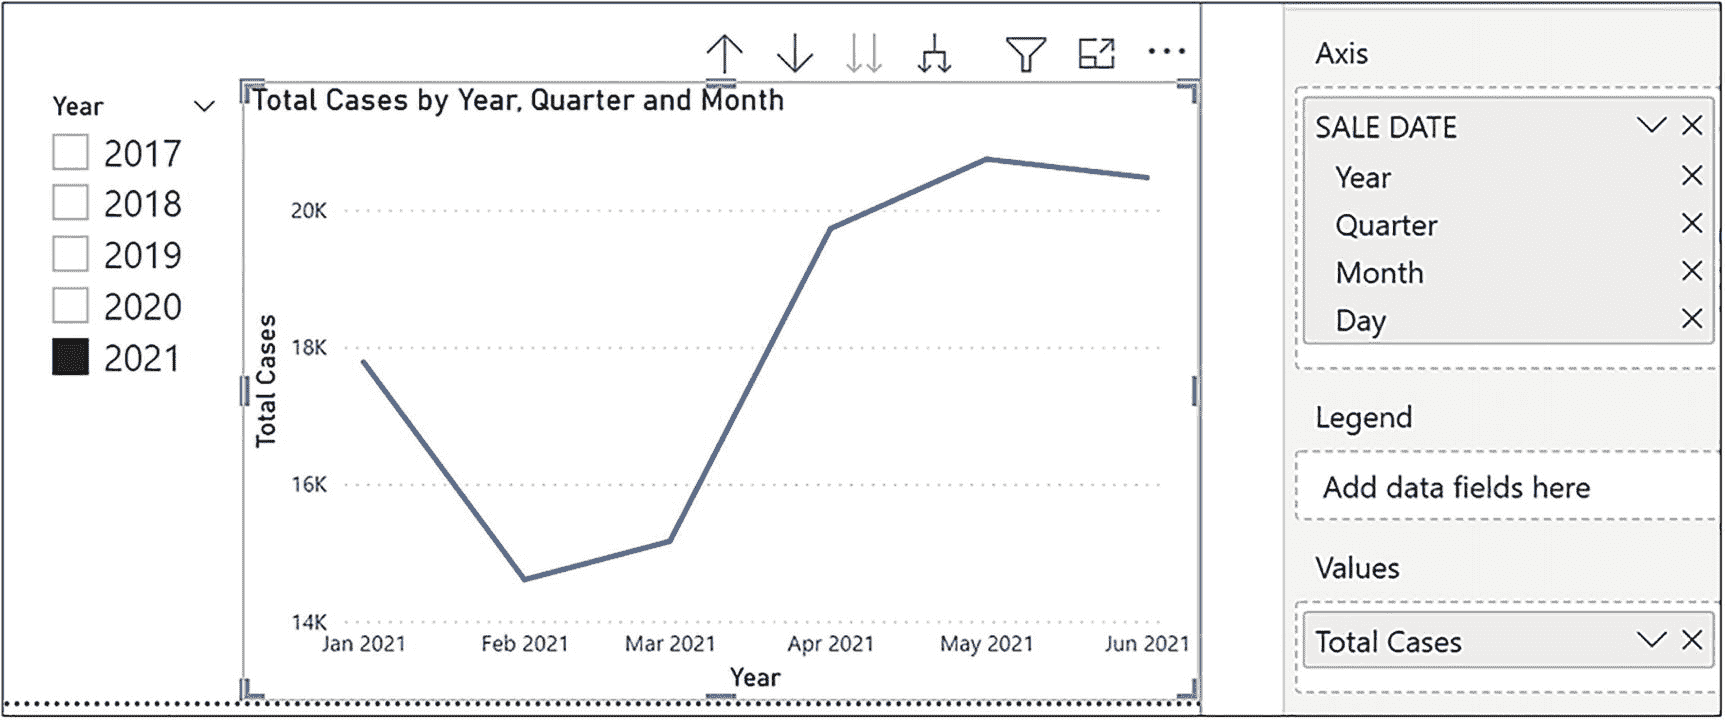 Year
2017
2018
2019
2020
2021
Total Cases by Year, Quarter and Month
Total Cases
20K
18K
16K
14K
Jan 2021 Feb 2021 Mar 2021 Apr 2021 May 2021 Jun 2021
Year
Axis
SALE DATE
Year
Quarter
Month
Day
Legend
Add data fields here
Values
Total Cases